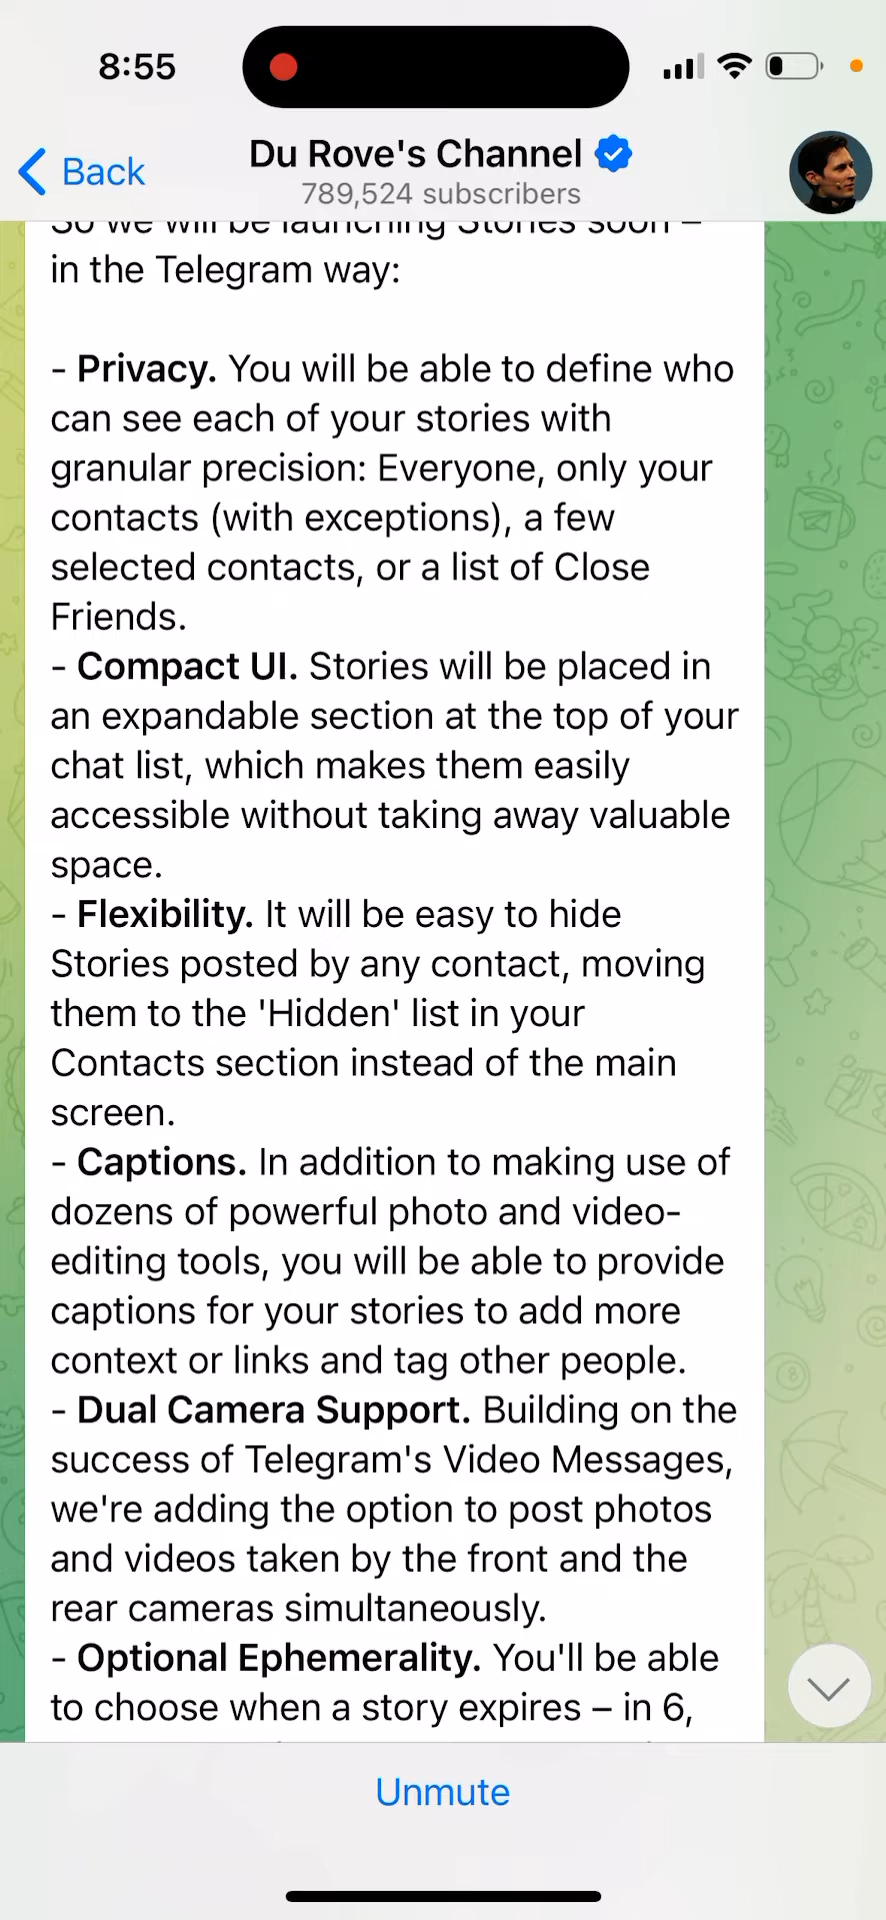 8:55
Du Rove's Channel
Back
789,524 subscribers
So we will be launching Stories soon –
in the Telegram way:
- Privacy. You will be able to define who
can see each of your stories with
granular precision: Everyone, only your
contacts (with exceptions), a few
selected contacts, or a list of Close
Friends.
- Compact UI. Stories will be placed in
an expandable section at the top of your
chat list, which makes them easily
accessible without taking away valuable
space.
- Flexibility. It will be easy to hide
Stories posted by any contact, moving
them to the 'Hidden' list in your
Contacts section instead of the main
screen.
- Captions. In addition to making use of
dozens of powerful photo and video-
editing tools, you will be able to provide
captions for your stories to add more
context or links and tag other people.
- Dual Camera Support. Building on the
success of Telegram's Video Messages,
we're adding the option to post photos
and videos taken by the front and the
rear cameras simultaneously.
- Optional Ephemerality. You'll be able
to choose when a story expires – in 6,
Unmute